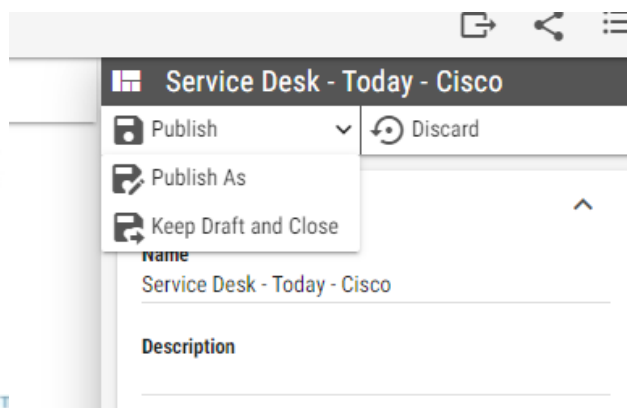 Service Desk - Today - Cisco
Publish
Discard
Publish As
Keep Draft and Close
Name
Service Desk - Today - Cisco
Description